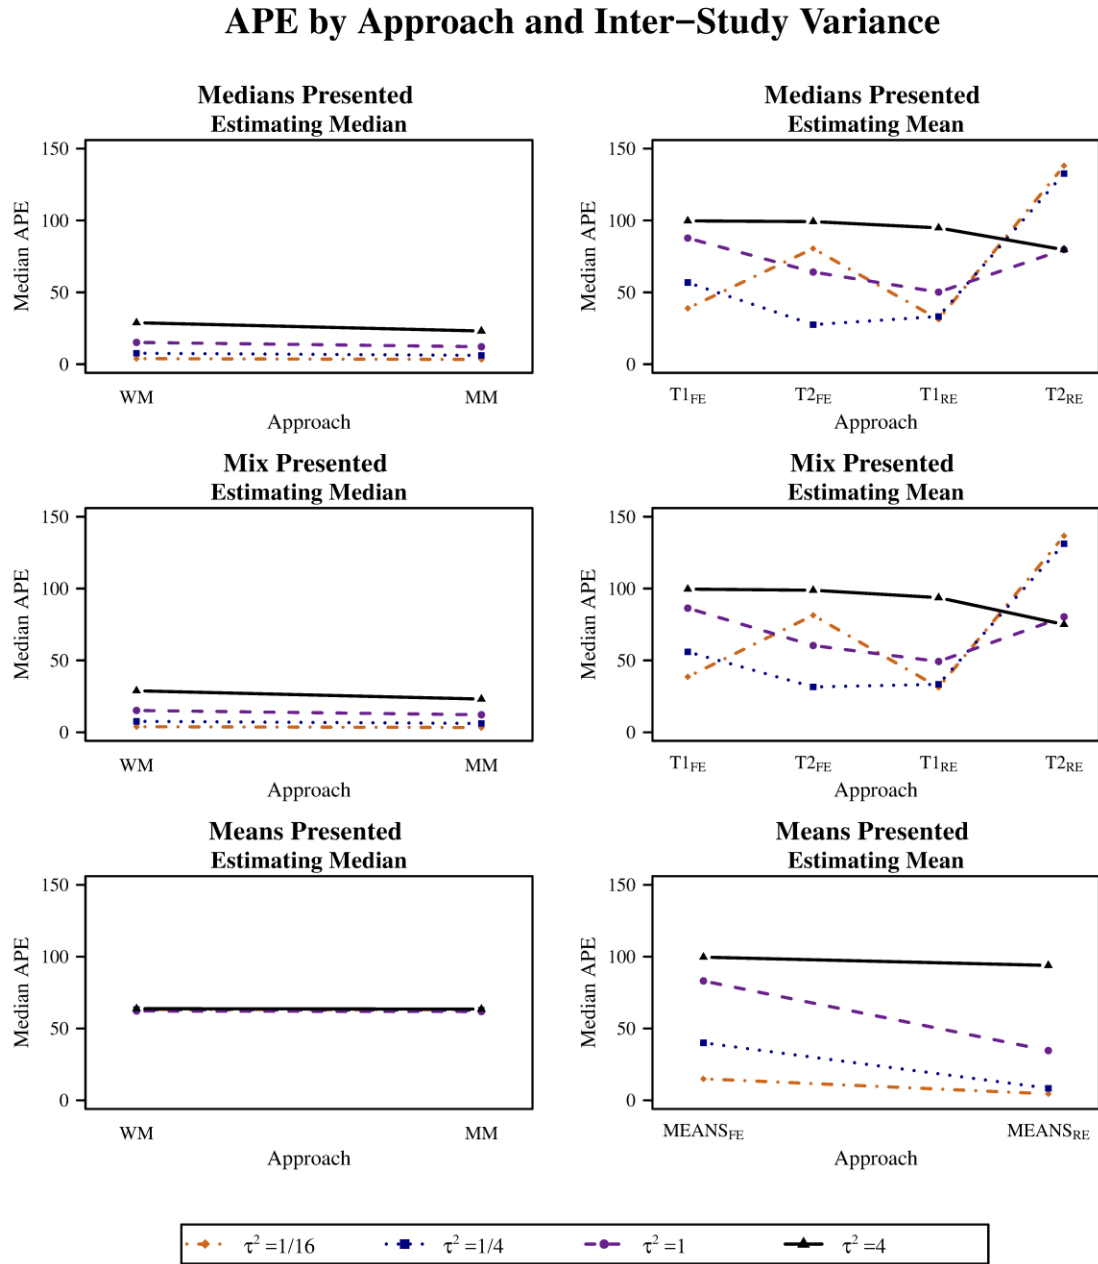 APE by Approach and Inter−Study Variance
Medians Presented
Estimating Median
150
100
50
0
Median APE
WM MM
Approach
Medians Presented
Estimating Mean
150
100
50
0
Median APE
T1FE T2FE T1RE T2RE
Approach
Mix Presented
Estimating Median
150
100
50
0
Median APE
WM MM
Approach
Mix Presented
Estimating Mean
150
100
50
0
Median APE
T1FE T2FE T1RE T2RE
Approach
Means Presented
Estimating Median
150
100
50
0
Median APE
WM MM
Approach
Means Presented
Estimating Mean
150
100
50
0
Median APE
MEANSFE MEANSRE
Approach
τ² =1/16 τ² =1/4 τ² =1 τ² =4